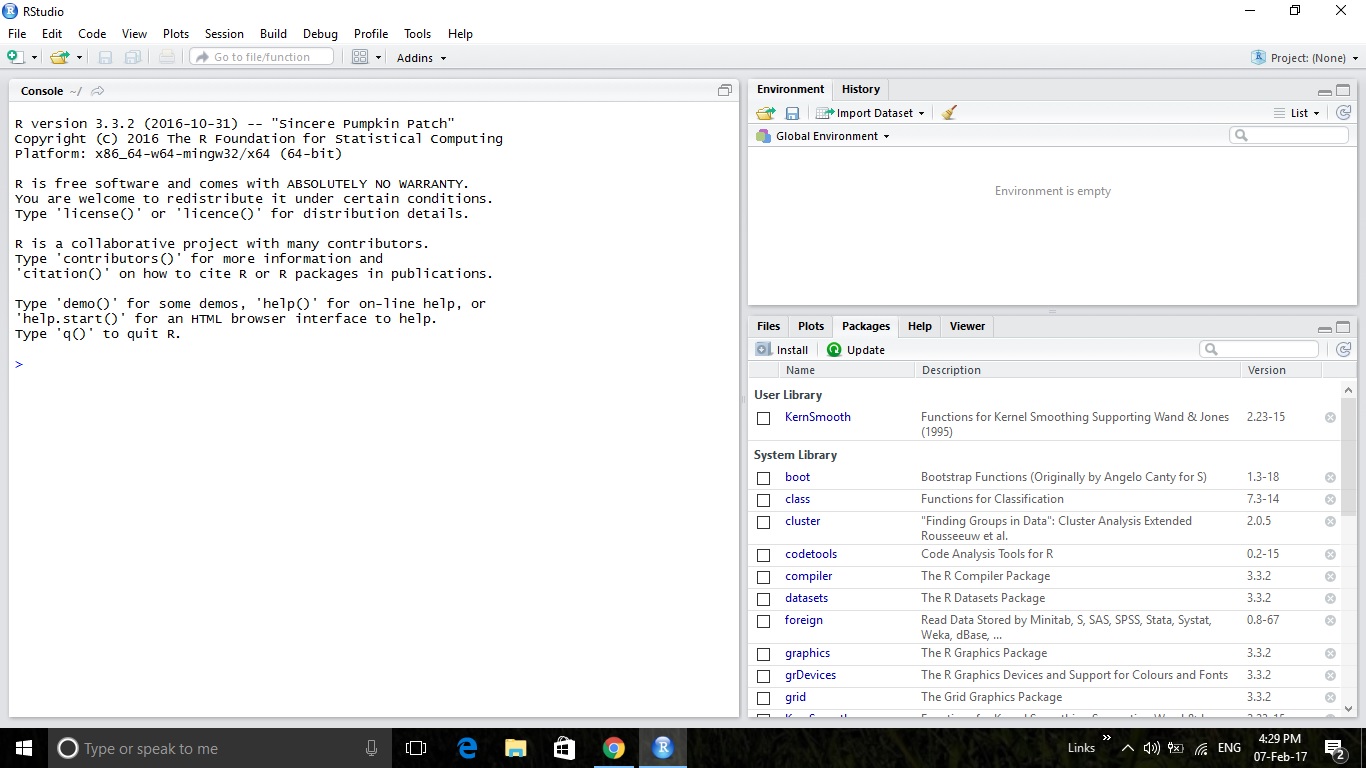 RStudio
File Edit Code View Plots Session Build Debug Profile Tools Help
Go to file/function Addins Project: (None)
Console ~/
R version 3.3.2 (2016-10-31) -- "Sincere Pumpkin Patch"
Copyright (C) 2016 The R Foundation for Statistical Computing
Platform: x86_64-w64-mingw32/x64 (64-bit)
R is free software and comes with ABSOLUTELY NO WARRANTY.
You are welcome to redistribute it under certain conditions.
Type 'license()' or 'licence()' for distribution details.
R is a collaborative project with many contributors.
Type 'contributors()' for more information and
'citation()' on how to cite R or R packages in publications.
Type 'demo()' for some demos, 'help()' for on-line help, or
'help.start()' for an HTML browser interface to help.
Type 'q()' to quit R.
>
Environment History
Import Dataset List
Global Environment
Environment is empty
Files Plots Packages Help Viewer
Install Update
Name Description Version
User Library
KernSmooth Functions for Kernel Smoothing Supporting Wand & Jones 2.23-15
(1995)
System Library
boot Bootstrap Functions (Originally by Angelo Canty for S) 1.3-18
class Functions for Classification 7.3-14
cluster "Finding Groups in Data": Cluster Analysis Extended 2.0.5
Rousseeuw et al.
codetools Code Analysis Tools for R 0.2-15
compiler The R Compiler Package 3.3.2
datasets The R Datasets Package 3.3.2
foreign Read Data Stored by Minitab, S, SAS, SPSS, Stata, Systat, 0.8-67
Weka, dBase, ...
graphics The R Graphics Package 3.3.2
grDevices The R Graphics Devices and Support for Colours and Fonts 3.3.2
grid The Grid Graphics Package 3.3.2
Type or speak to me
Links ENG 4:29 PM
07-Feb-17 2